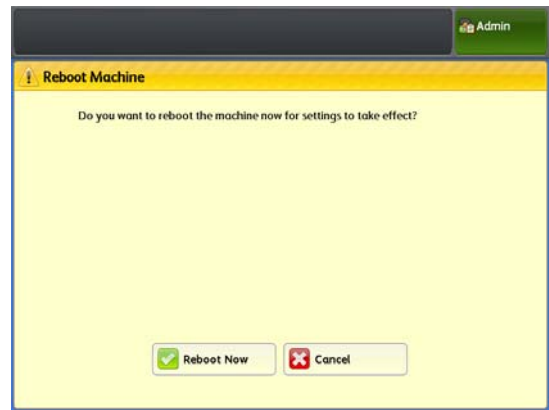 Admin
Reboot Machine
Do you want to reboot the machine now for settings to take effect?
Reboot Now
Cancel